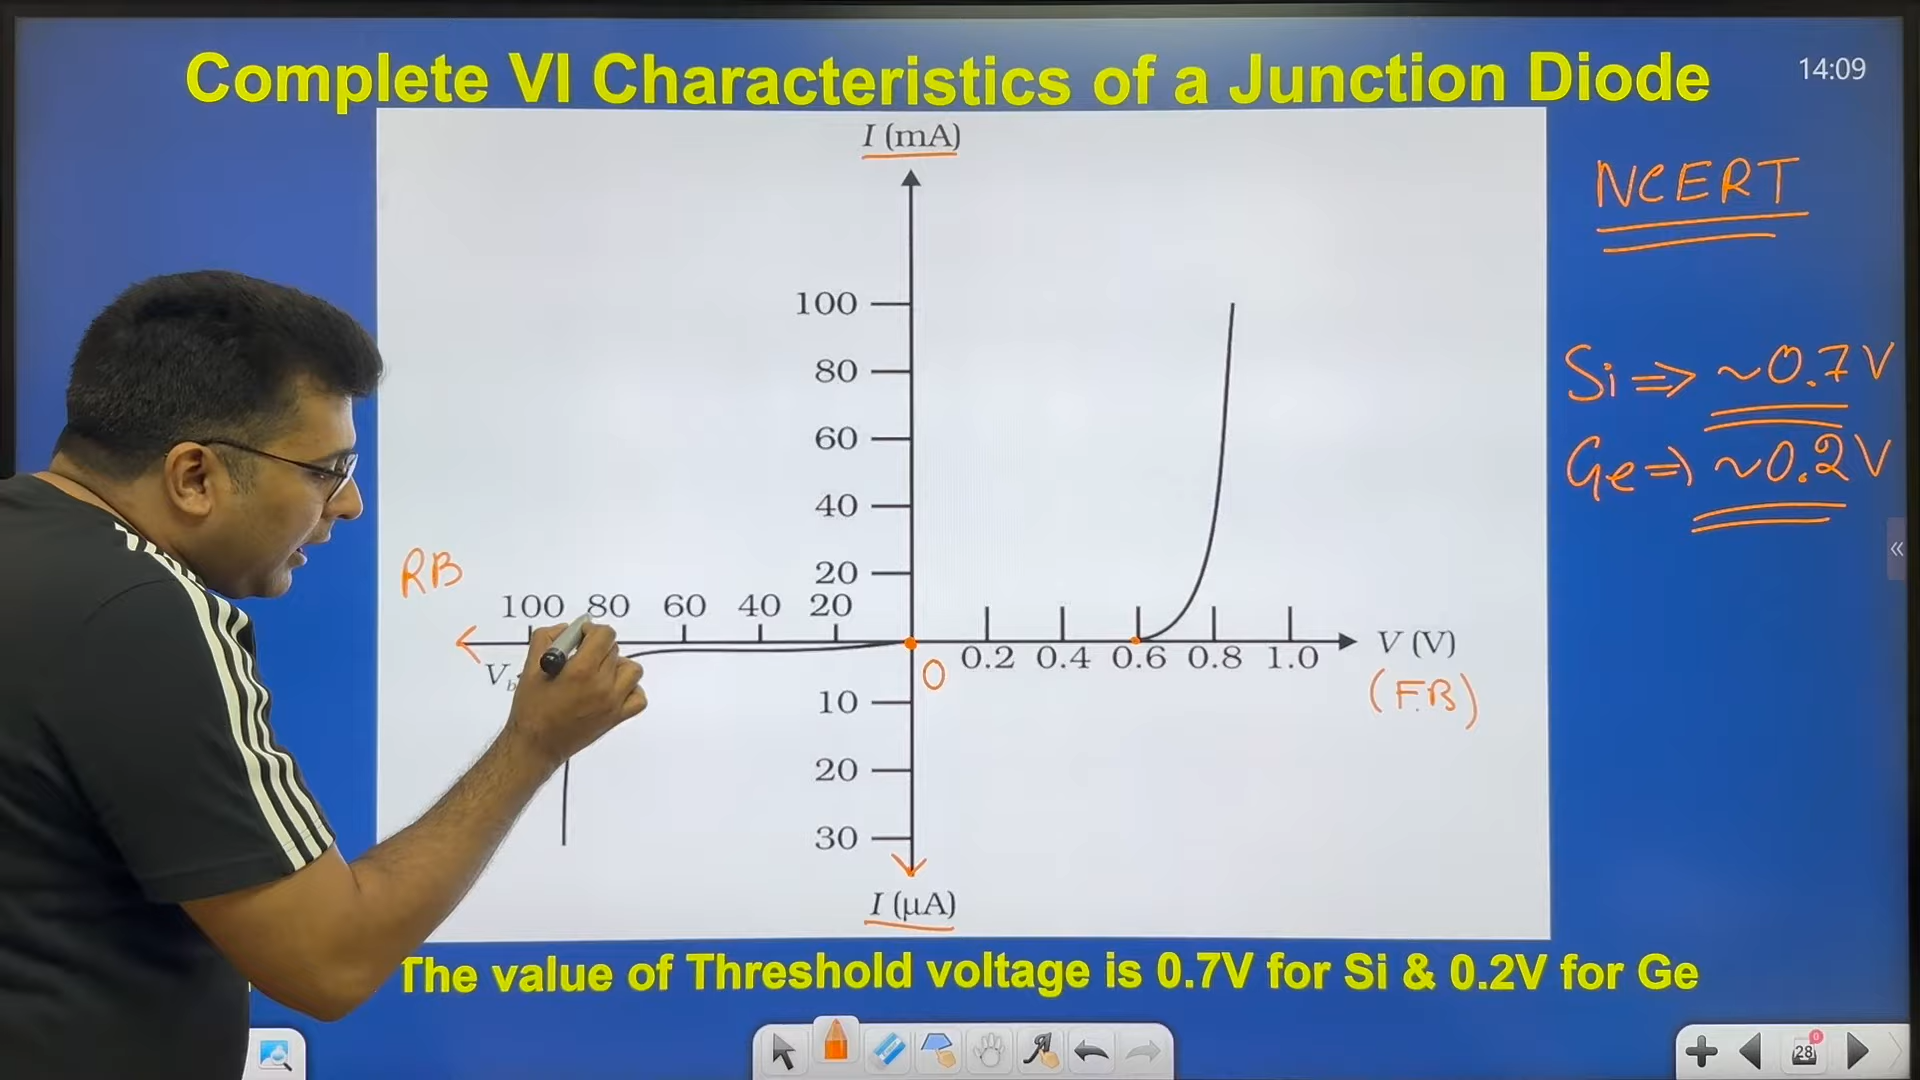 Complete VI Characteristics of a Junction Diode
14:09
I (mA)
NCERT
100
80
60
40
20
Si => ~0.7V
Ge => ~0.2V
RB
100 80 60 40 20
0.2 0.4 0.6 0.8 1.0
V (V)
(F.B)
O
10
20
30
I (μA)
The value of Threshold voltage is 0.7V for Si & 0.2V for Ge
28
0